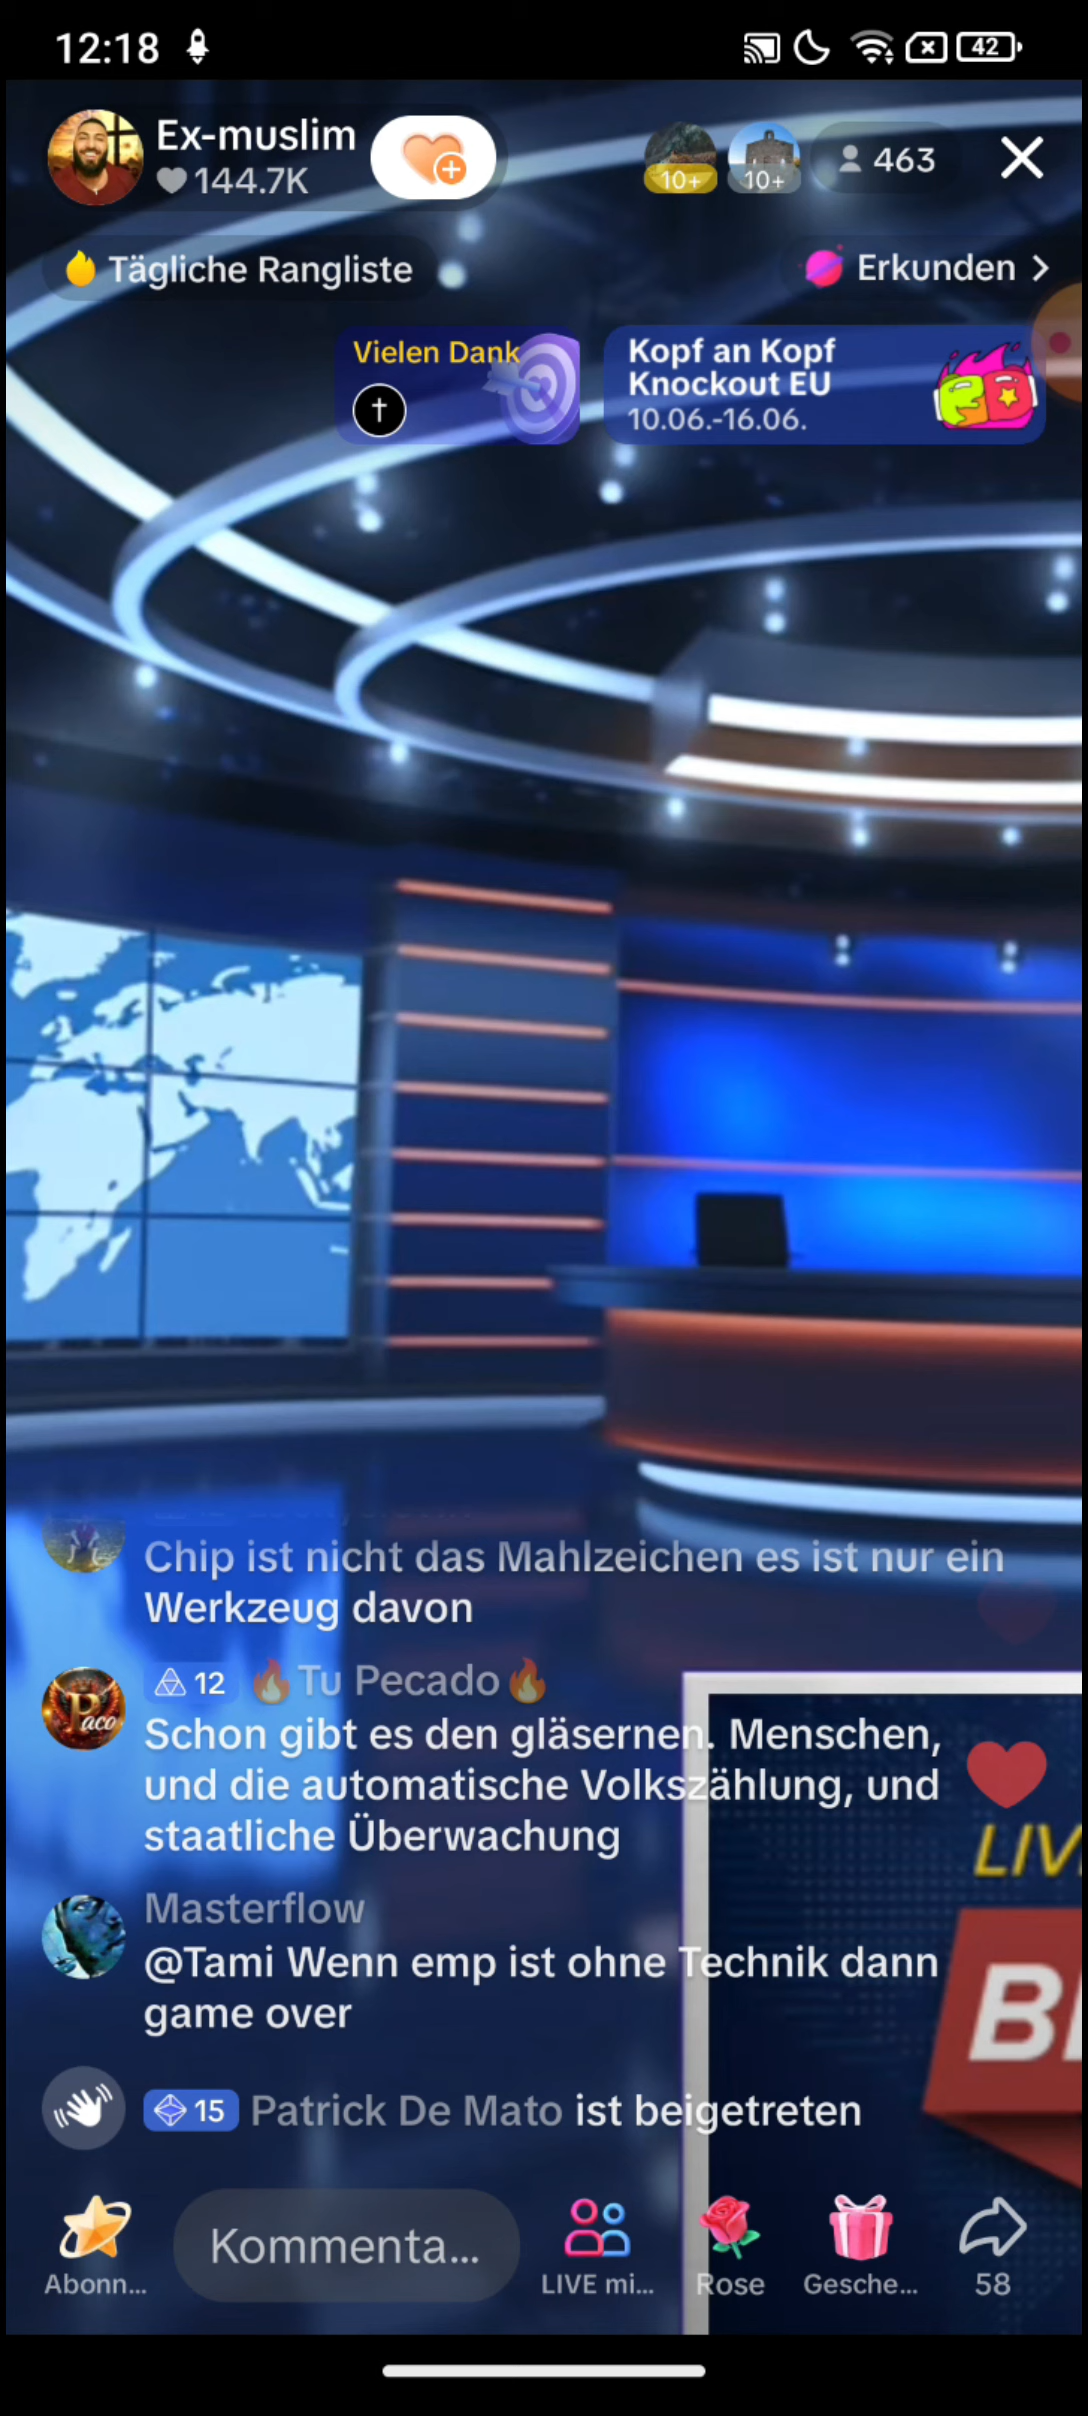 12:18
42
Ex-muslim
144.7K
10+
10+
463
Tägliche Rangliste
Erkunden
Vielen Dank
Kopf an Kopf
Knockout EU
10.06.-16.06.
Chip ist nicht das Mahlzeichen es ist nur ein
Werkzeug davon
12 🔥Tu Pecado🔥
Paco
Schon gibt es den gläsernen. Menschen,
und die automatische Volkszählung, und
staatliche Überwachung
LIV
Masterflow
@Tami Wenn emp ist ohne Technik dann
game over
15 Patrick De Mato ist beigetreten
Kommenta...
Abonn...
LIVE mi...
Rose
Gesche...
58